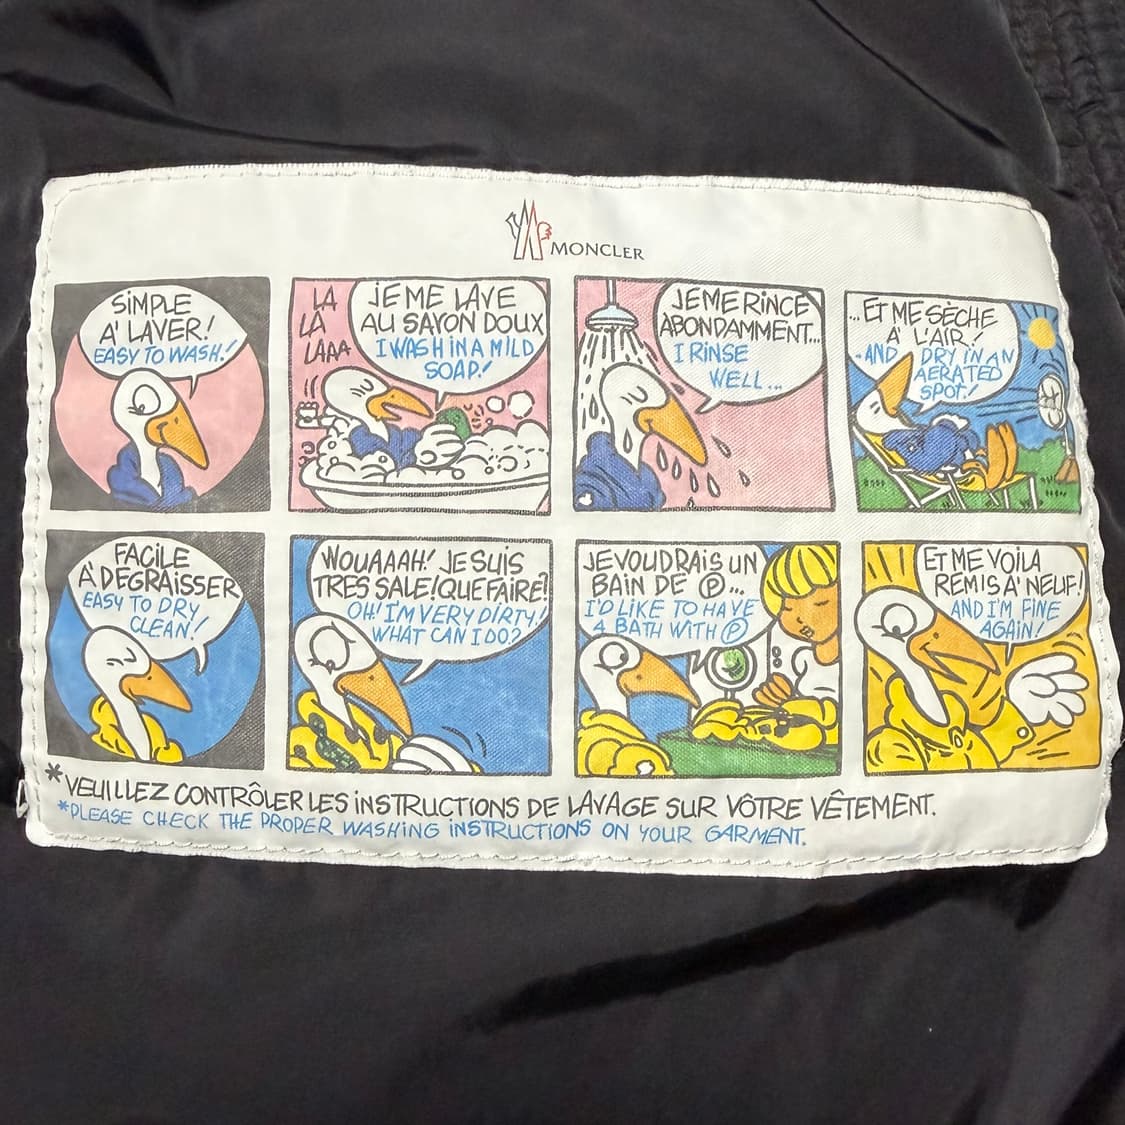 MONCLER
SIMPLE
A' LAVER!
EASY TO WASH!
LA
LA
LAAA
JE ME LAVE
AU SAVON DOUX
I WASH IN A MILD
SOAP!
JE ME RINCE
ABONDAMMENT...
I RINSE
WELL...
...ET ME SÈCHE
A' L'AIR!
..AND DRY IN AN
AERATED
SPOT!
FACILE
A' DEGRAISSER
EASY TO DRY
CLEAN!
WOUAAAH! JE SUIS
TRES SALE! QUE FAIRE?
OH! I'M VERY DIRTY!
WHAT CAN I DO?
JE VOUDRAIS UN
BAIN DE Ⓟ...
I'D LIKE TO HAVE
A BATH WITH Ⓟ
ET ME VOILA
REMIS A' NEUF!
AND I'M FINE
AGAIN!
*VEUILLEZ CONTRÔLER LES INSTRUCTIONS DE LAVAGE SUR VÔTRE VÊTEMENT.
*PLEASE CHECK THE PROPER WASHING INSTRUCTIONS ON YOUR GARMENT.